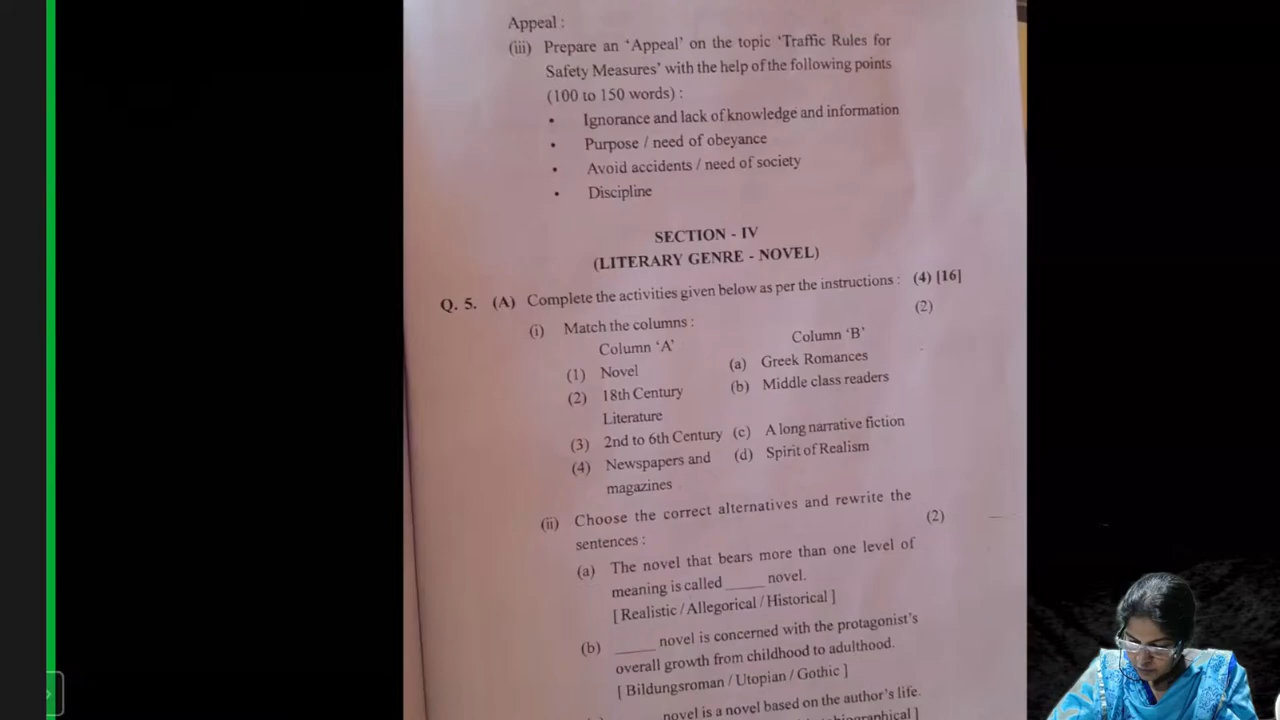 Appeal :
(iii) Prepare an ‘Appeal’ on the topic ‘Traffic Rules for
Safety Measures’ with the help of the following points
(100 to 150 words) :
• Ignorance and lack of knowledge and information
• Purpose / need of obeyance
• Avoid accidents / need of society
• Discipline
SECTION - IV
(LITERARY GENRE - NOVEL)
Q. 5. (A) Complete the activities given below as per the instructions : (4) [16]
(i) Match the columns : (2)
Column ‘A’ Column ‘B’
(1) Novel (a) Greek Romances
(2) 18th Century (b) Middle class readers
Literature
(3) 2nd to 6th Century (c) A long narrative fiction
(4) Newspapers and (d) Spirit of Realism
magazines
(ii) Choose the correct alternatives and rewrite the
sentences : (2)
(a) The novel that bears more than one level of
meaning is called _____ novel.
[ Realistic / Allegorical / Historical ]
(b) _____ novel is concerned with the protagonist’s
overall growth from childhood to adulthood.
[ Bildungsroman / Utopian / Gothic ]
novel is a novel based on the author’s life.